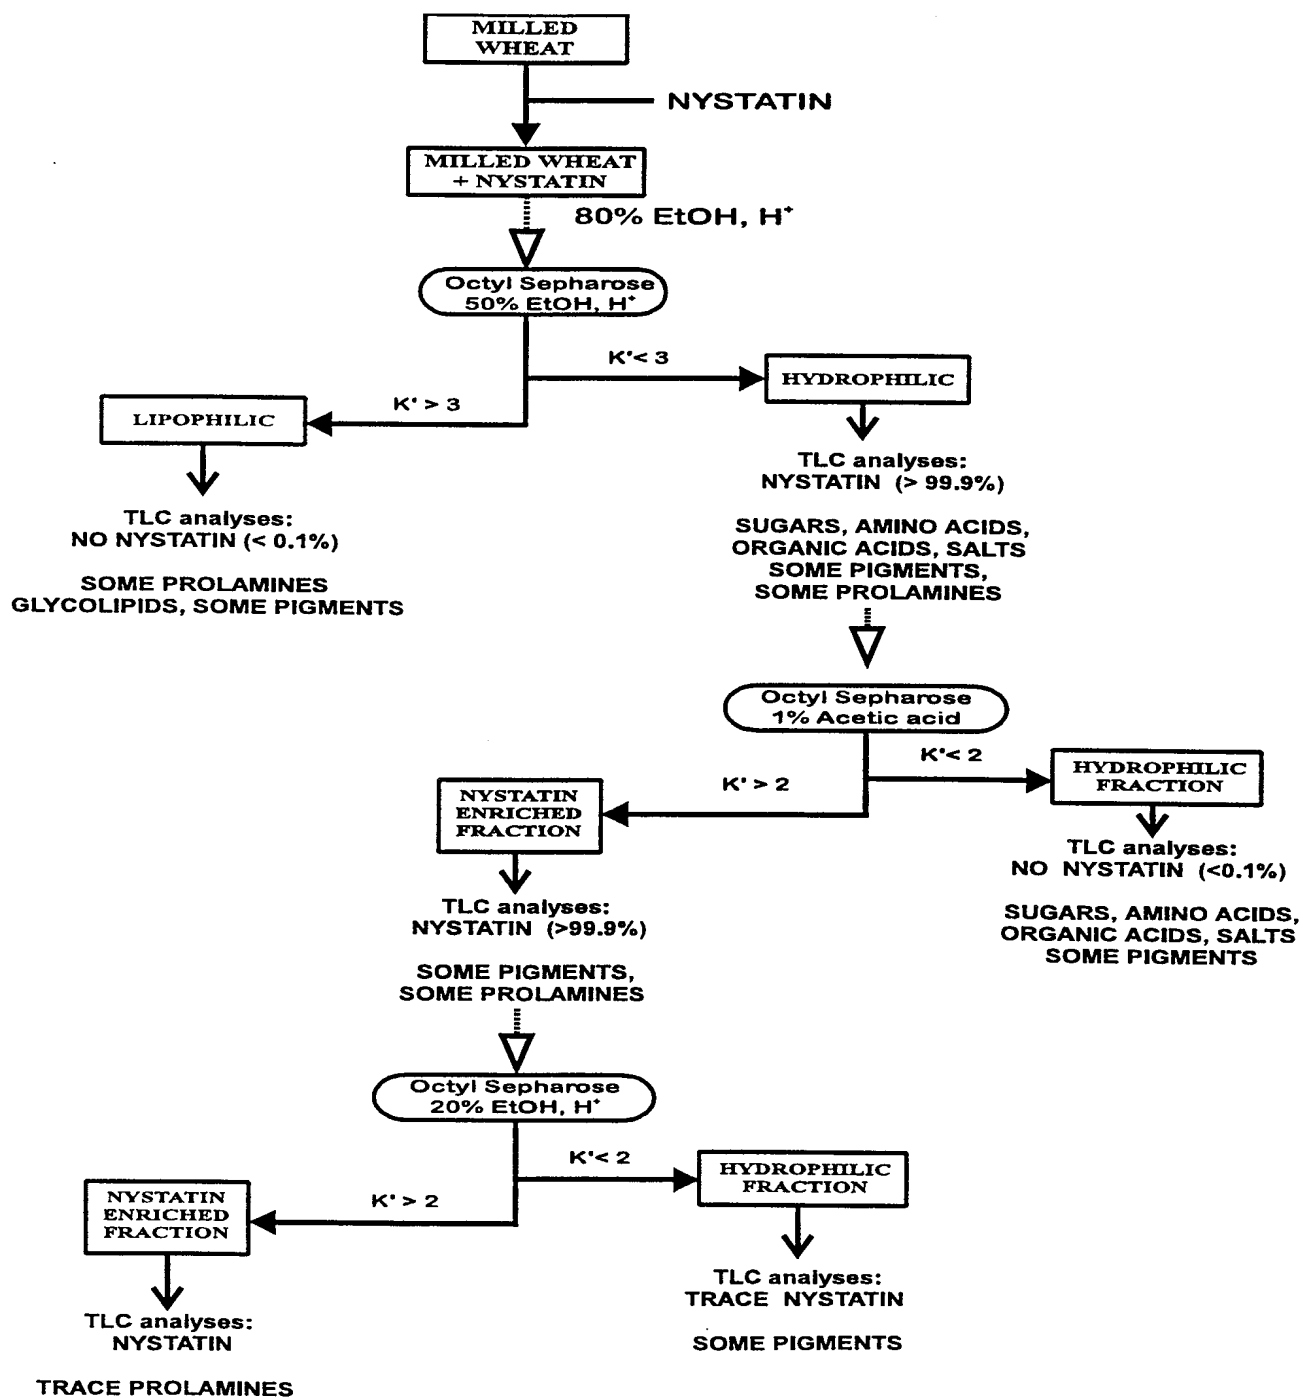 MILLED
WHEAT
NYSTATIN
MILLED WHEAT
+ NYSTATIN
80% EtOH, H⁺
Octyl Sepharose
50% EtOH, H⁺
K'< 3
HYDROPHILIC
K' > 3
LIPOPHILIC
TLC analyses:
NYSTATIN (> 99.9%)
SUGARS, AMINO ACIDS,
ORGANIC ACIDS, SALTS
SOME PIGMENTS,
SOME PROLAMINES
TLC analyses:
NO NYSTATIN (< 0.1%)
SOME PROLAMINES
GLYCOLIPIDS, SOME PIGMENTS
Octyl Sepharose
1% Acetic acid
K'< 2
HYDROPHILIC
FRACTION
K' > 2
NYSTATIN
ENRICHED
FRACTION
TLC analyses:
NO NYSTATIN (<0.1%)
SUGARS, AMINO ACIDS,
ORGANIC ACIDS, SALTS
SOME PIGMENTS
TLC analyses:
NYSTATIN (>99.9%)
SOME PIGMENTS,
SOME PROLAMINES
Octyl Sepharose
20% EtOH, H⁺
K'< 2
HYDROPHILIC
FRACTION
K' > 2
NYSTATIN
ENRICHED
FRACTION
TLC analyses:
TRACE NYSTATIN
SOME PIGMENTS
TLC analyses:
NYSTATIN
TRACE PROLAMINES